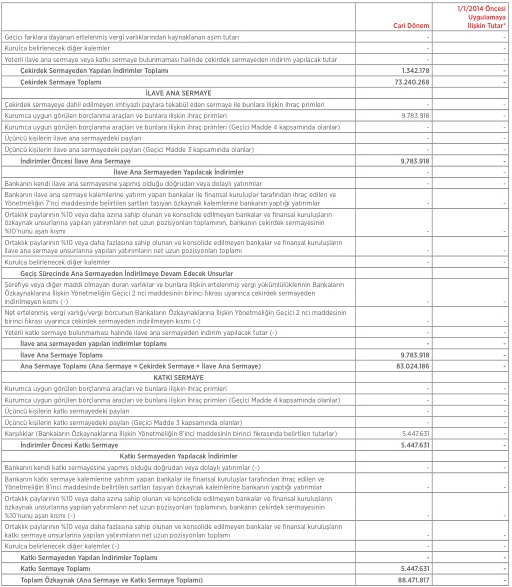 Cari Dönem
1/1/2014 Öncesi
Uygulamaya
İlişkin Tutar*
Geçici farklara dayanan ertelenmiş vergi varlıklarından kaynaklanan aşım tutarı - -
Kurulca belirlenecek diğer kalemler - -
Yeterli ilave ana sermaye veya katkı sermaye bulunmaması halinde çekirdek sermayeden indirim yapılacak tutar - -
Çekirdek Sermayeden Yapılan İndirimler Toplamı 1.342.178 -
Çekirdek Sermaye Toplamı 73.240.268 -
İLAVE ANA SERMAYE
Çekirdek sermayeye dahil edilmeyen imtiyazlı paylara tekabül eden sermaye ile bunlara ilişkin ihraç primleri - -
Kurumca uygun görülen borçlanma araçları ve bunlara ilişkin ihraç primleri 9.783.918 -
Kurumca uygun görülen borçlanma araçları ve bunlara ilişkin ihraç primleri (Geçici Madde 4 kapsamında olanlar) - -
Üçüncü kişilerin ilave ana sermayedeki payları - -
Üçüncü kişilerin ilave ana sermayedeki payları (Geçici Madde 3 kapsamında olanlar) - -
İndirimler Öncesi İlave Ana Sermaye 9.783.918 -
İlave Ana Sermayeden Yapılacak İndirimler
Bankanın kendi ilave ana sermayesine yapmış olduğu doğrudan veya dolaylı yatırımlar - -
Bankanın ilave ana sermaye kalemlerine yatırım yapan bankalar ile finansal kuruluşlar tarafından ihraç edilen ve
Yönetmeliğin 7'nci maddesinde belirtilen şartları taşıyan özkaynak kalemlerine bankanın yaptığı yatırımlar - -
Ortaklık paylarının %10 veya daha azına sahip olunan ve konsolide edilmeyen bankalar ve finansal kuruluşların
özkaynak unsurlarına yapılan yatırımların net uzun pozisyonları toplamının, bankanın çekirdek sermayesinin
%10'nunu aşan kısmı - -
Ortaklık paylarının %10 veya daha fazlasına sahip olunan ve konsolide edilmeyen bankalar ve finansal kuruluşların
ilave ana sermaye unsurlarına yapılan yatırımların net uzun pozisyonları toplamı - -
Kurulca belirlenecek diğer kalemler - -
Geçiş Sürecinde Ana Sermayeden İndirilmeye Devam Edecek Unsurlar
Şerefiye veya diğer maddi olmayan duran varlıklar ve bunlara ilişkin ertelenmiş vergi yükümlülüklerinin Bankaların
Özkaynaklarına İlişkin Yönetmeliğin Geçici 2 nci maddesinin birinci fıkrası uyarınca çekirdek sermayeden
indirilmeyen kısmı (-) - -
Net ertelenmiş vergi varlığı/vergi borcunun Bankaların Özkaynaklarına İlişkin Yönetmeliğin Geçici 2 nci maddesinin
birinci fıkrası uyarınca çekirdek sermayeden indirilmeyen kısmı (-) - -
Yeterli katkı sermaye bulunmaması halinde ilave ana sermayeden indirim yapılacak tutar (-) - -
İlave ana sermayeden yapılan indirimler toplamı - -
İlave Ana Sermaye Toplamı 9.783.918 -
Ana Sermaye Toplamı (Ana Sermaye = Çekirdek Sermaye + İlave Ana Sermaye) 83.024.186 -
KATKI SERMAYE
Kurumca uygun görülen borçlanma araçları ve bunlara ilişkin ihraç primleri - -
Kurumca uygun görülen borçlanma araçları ve bunlara ilişkin ihraç primleri (Geçici Madde 4 kapsamında olanlar) - -
Üçüncü kişilerin katkı sermayedeki payları - -
Üçüncü kişilerin katkı sermayedeki payları (Geçici Madde 3 kapsamında olanlar) - -
Karşılıklar (Bankaların Özkaynaklarına İlişkin Yönetmeliğin 8'inci maddesinin birinci fıkrasında belirtilen tutarlar) 5.447.631 -
İndirimler Öncesi Katkı Sermaye 5.447.631 -
Katkı Sermayeden Yapılacak İndirimler
Bankanın kendi katkı sermayesine yapmış olduğu doğrudan veya dolaylı yatırımlar (-) - -
Bankanın katkı sermaye kalemlerine yatırım yapan bankalar ile finansal kuruluşlar tarafından ihraç edilen ve
Yönetmeliğin 8'inci maddesinde belirtilen şartları taşıyan özkaynak kalemlerine bankanın yaptığı yatırımlar - -
Ortaklık paylarının %10 veya daha azına sahip olunan ve konsolide edilmeyen bankalar ve finansal kuruluşların
özkaynak unsurlarına yapılan yatırımların net uzun pozisyonları toplamının, bankanın çekirdek sermayesinin
%10'nunu aşan kısmı (-) - -
Ortaklık paylarının %10 veya daha fazlasına sahip olunan ve konsolide edilmeyen bankalar ve finansal kuruluşların
katkı sermaye unsurlarına yapılan yatırımların net uzun pozisyonları toplamı - -
Kurulca belirlenecek diğer kalemler (-) - -
Katkı Sermayeden Yapılan İndirimler Toplamı - -
Katkı Sermaye Toplamı 5.447.631 -
Toplam Özkaynak (Ana Sermaye ve Katkı Sermaye Toplamı) 88.471.817 -